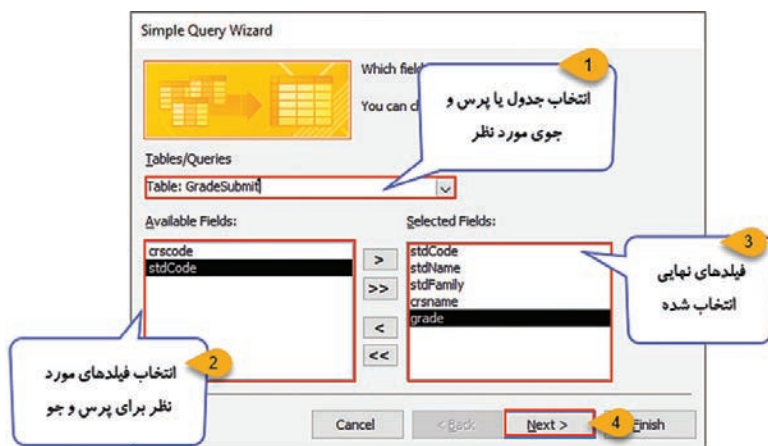 Simple Query Wizard
Which field
You can ch
1
انتخاب جدول یا پرس و
جوی مورد نظر
Tables/Queries
Table: GradeSubmit
Available Fields:
Selected Fields:
crscode
stdCode
>
>>
<
<<
stdCode
stdName
stdFamily
crsname
grade
3
فیلدهای نهایی
انتخاب شده
2
انتخاب فیلدهای مورد
نظر برای پرس و جو
Cancel
< Back
Next >
4
Finish